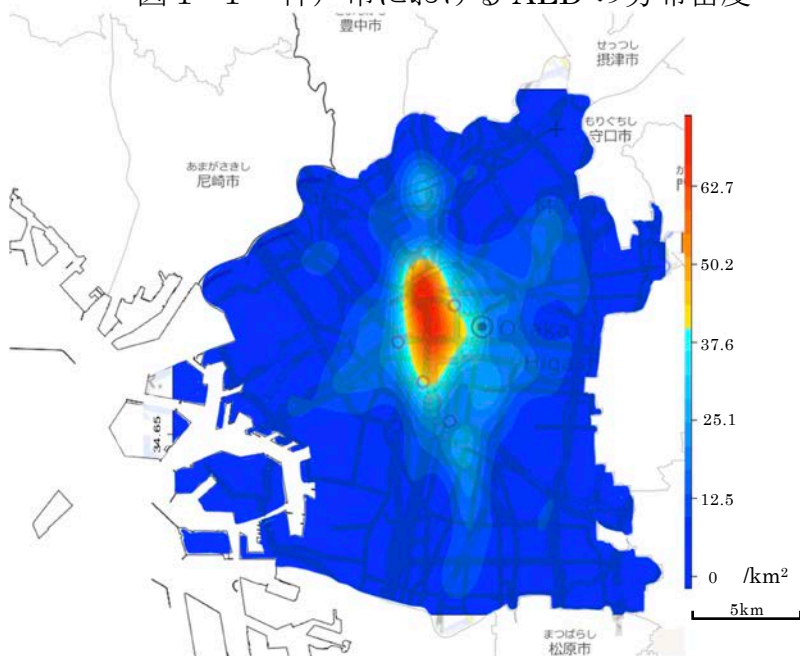 せっつし
豊中市
摂津市
もりぐちし
守口市
あまがさきし
尼崎市
62.7
50.2
Osaka
37.6
Higa
25.1
34.65
12.5
0 /km²
5km
まつばらし
松原市